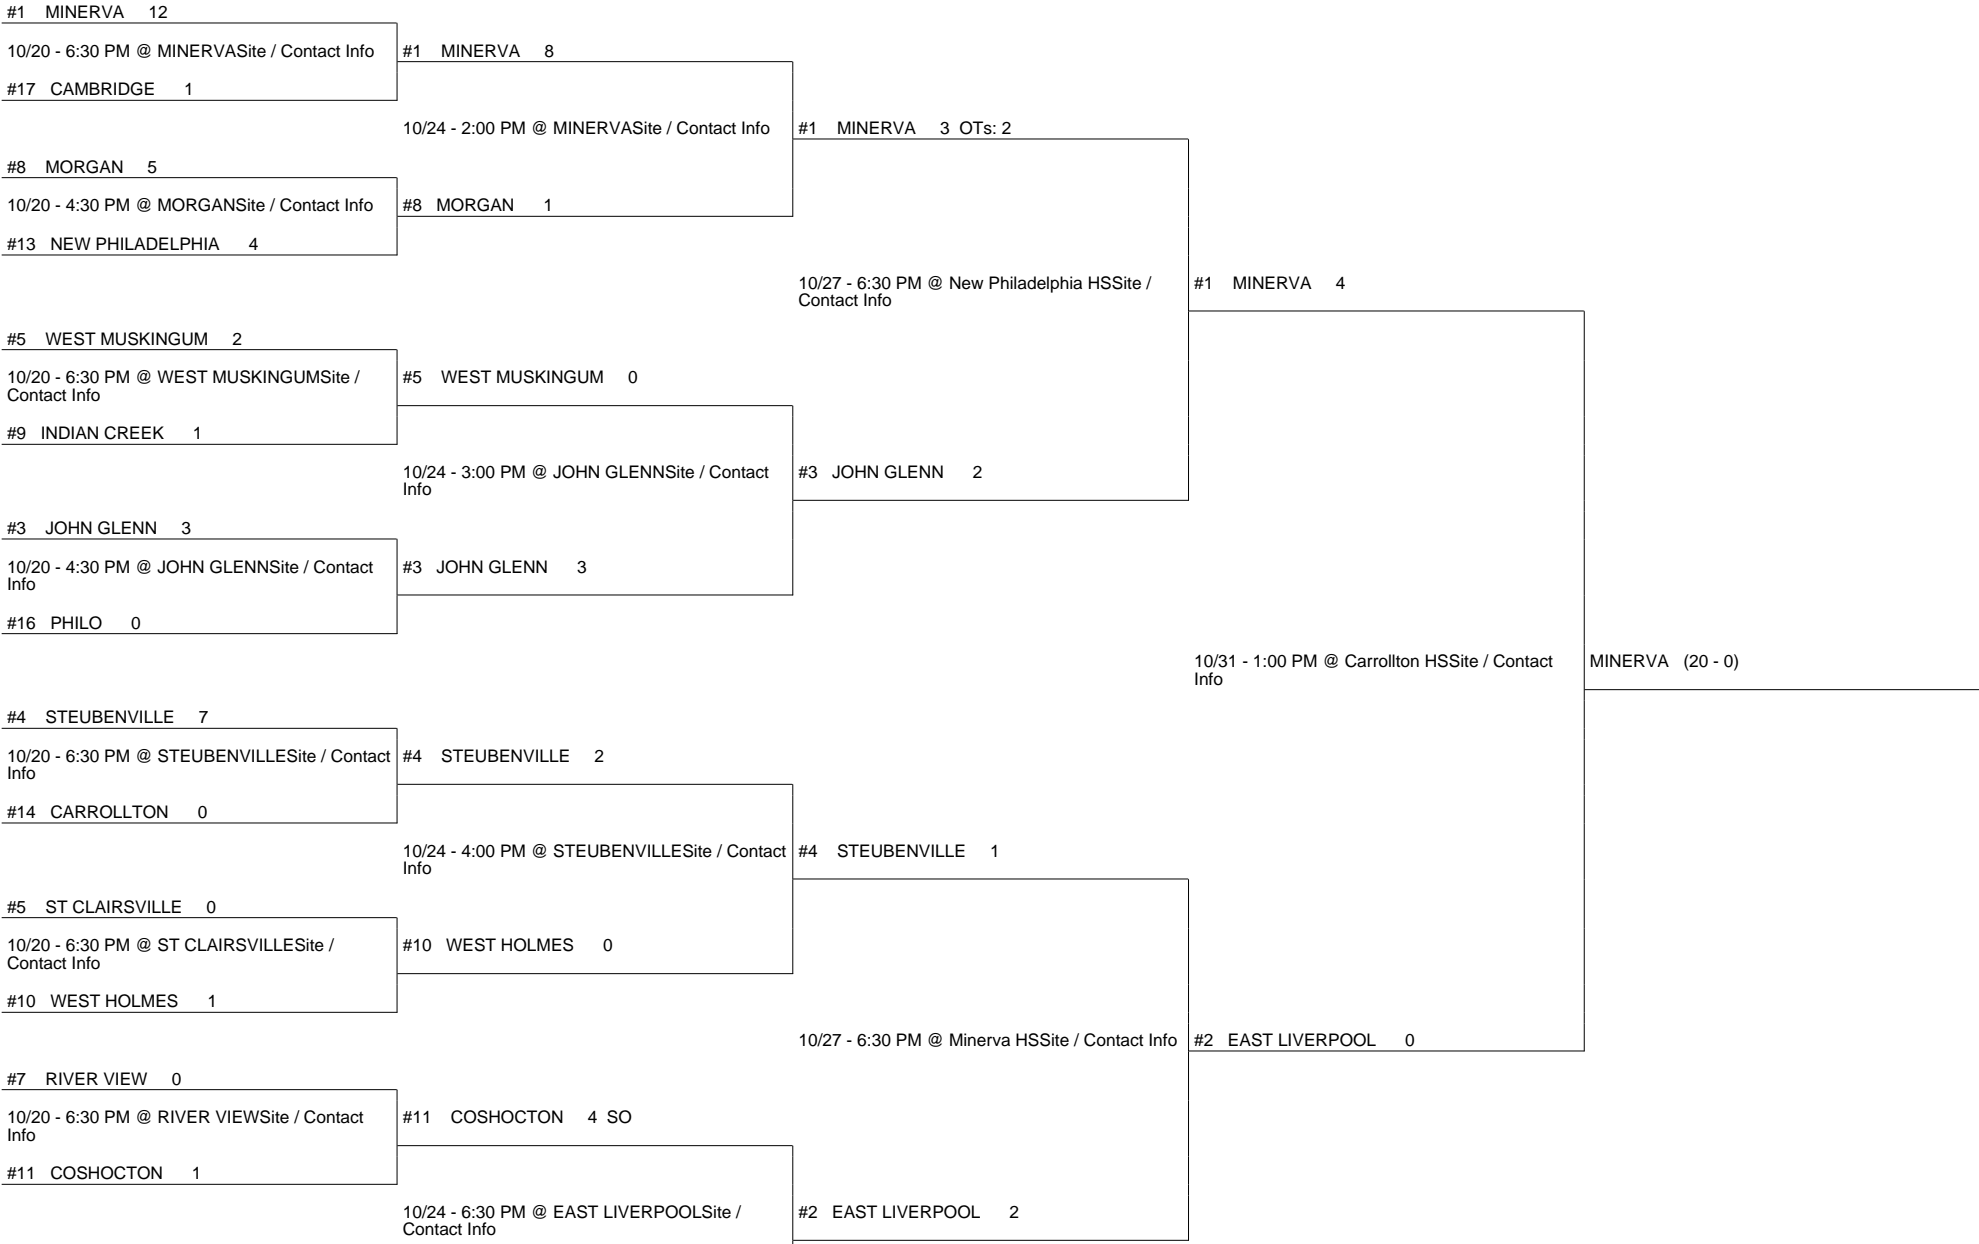 #1 MINERVA 12
10/20 - 6:30 PM @ MINERVASite / Contact Info
#17 CAMBRIDGE 1
#1 MINERVA 8
10/24 - 2:00 PM @ MINERVASite / Contact Info
#1 MINERVA 3 OTs: 2
#8 MORGAN 5
10/20 - 4:30 PM @ MORGANSite / Contact Info
#13 NEW PHILADELPHIA 4
#8 MORGAN 1
10/27 - 6:30 PM @ New Philadelphia HSSite /
Contact Info
#1 MINERVA 4
#5 WEST MUSKINGUM 2
10/20 - 6:30 PM @ WEST MUSKINGUMSite /
Contact Info
#9 INDIAN CREEK 1
#5 WEST MUSKINGUM 0
10/24 - 3:00 PM @ JOHN GLENNSite / Contact
Info
#3 JOHN GLENN 2
#3 JOHN GLENN 3
10/20 - 4:30 PM @ JOHN GLENNSite / Contact
Info
#16 PHILO 0
#3 JOHN GLENN 3
10/31 - 1:00 PM @ Carrollton HSSite / Contact
Info
MINERVA (20 - 0)
#4 STEUBENVILLE 7
10/20 - 6:30 PM @ STEUBENVILLESite / Contact
Info
#14 CARROLLTON 0
#4 STEUBENVILLE 2
10/24 - 4:00 PM @ STEUBENVILLESite / Contact
Info
#4 STEUBENVILLE 1
#5 ST CLAIRSVILLE 0
10/20 - 6:30 PM @ ST CLAIRSVILLESite /
Contact Info
#10 WEST HOLMES 1
#10 WEST HOLMES 0
10/27 - 6:30 PM @ Minerva HSSite / Contact Info
#2 EAST LIVERPOOL 0
#7 RIVER VIEW 0
10/20 - 6:30 PM @ RIVER VIEWSite / Contact
Info
#11 COSHOCTON 1
#11 COSHOCTON 4 SO
10/24 - 6:30 PM @ EAST LIVERPOOLSite /
Contact Info
#2 EAST LIVERPOOL 2